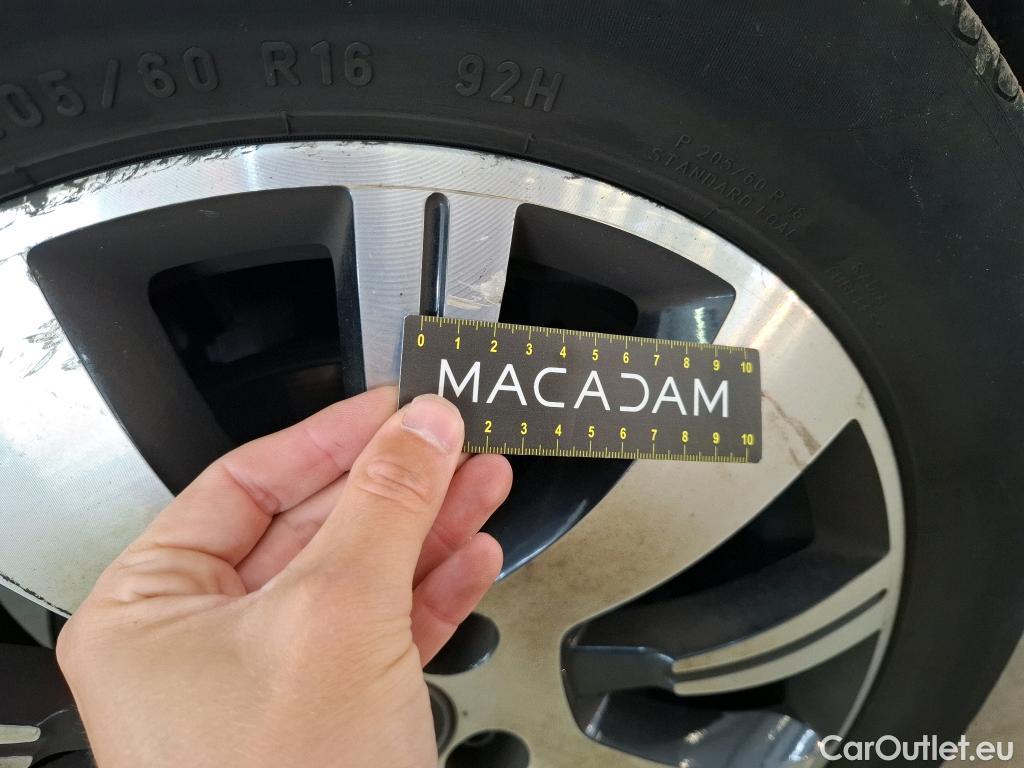 205/60 R16 92H
P 205/60 R 16
STANDARD LOAD
0 1 2 3 4 5 6 7 8 9 10
MACADAM
2 3 4 5 6 7 8 9 10
CarOutlet.eu